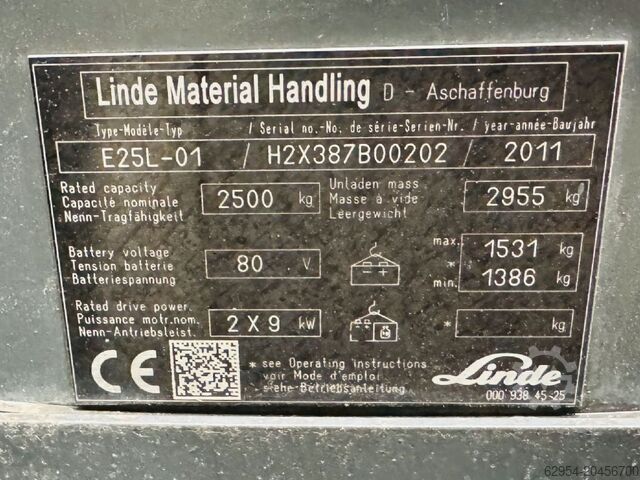 Linde Material Handling D - Aschaffenburg
Type-Modèle-Typ / Serial no.-No. de série-Serien-Nr. / year-année-Baujahr
E25L-01 / H2X387B00202 / 2011
Rated capacity
Capacité nominale
Nenn-Tragfähigkeit
2500 kg
Unladen mass
Masse à vide
Leergewicht
2955 kg
Battery voltage
Tension batterie
Batteriespannung
80 V
max. 1531 kg
*
min. 1386 kg
Rated drive power.
Puissance motr.nom.
Nenn-Antriebsleist.
2 X 9 kW
* kg
CE
* see Operating instructions
voir Mode d'emploi
siehe Betriebsanleitung
Linde
000 938 45-25
62954-20456700